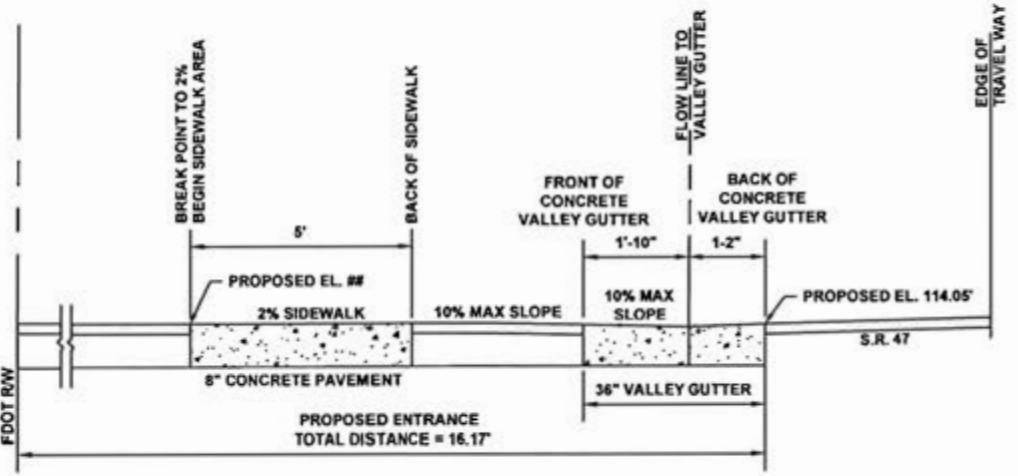 BREAK POINT TO 2%
BEGIN SIDEWALK AREA
BACK OF SIDEWALK
FLOW LINE TO
VALLEY GUTTER
EDGE OF
TRAVEL WAY
FRONT OF
CONCRETE
VALLEY GUTTER
BACK OF
CONCRETE
VALLEY GUTTER
5'
1'-10"
1-2"
PROPOSED EL. ##
2% SIDEWALK
10% MAX SLOPE
10% MAX
SLOPE
PROPOSED EL. 114.05'
S.R. 47
8" CONCRETE PAVEMENT
36" VALLEY GUTTER
FDOT R/W
PROPOSED ENTRANCE
TOTAL DISTANCE = 16.17'